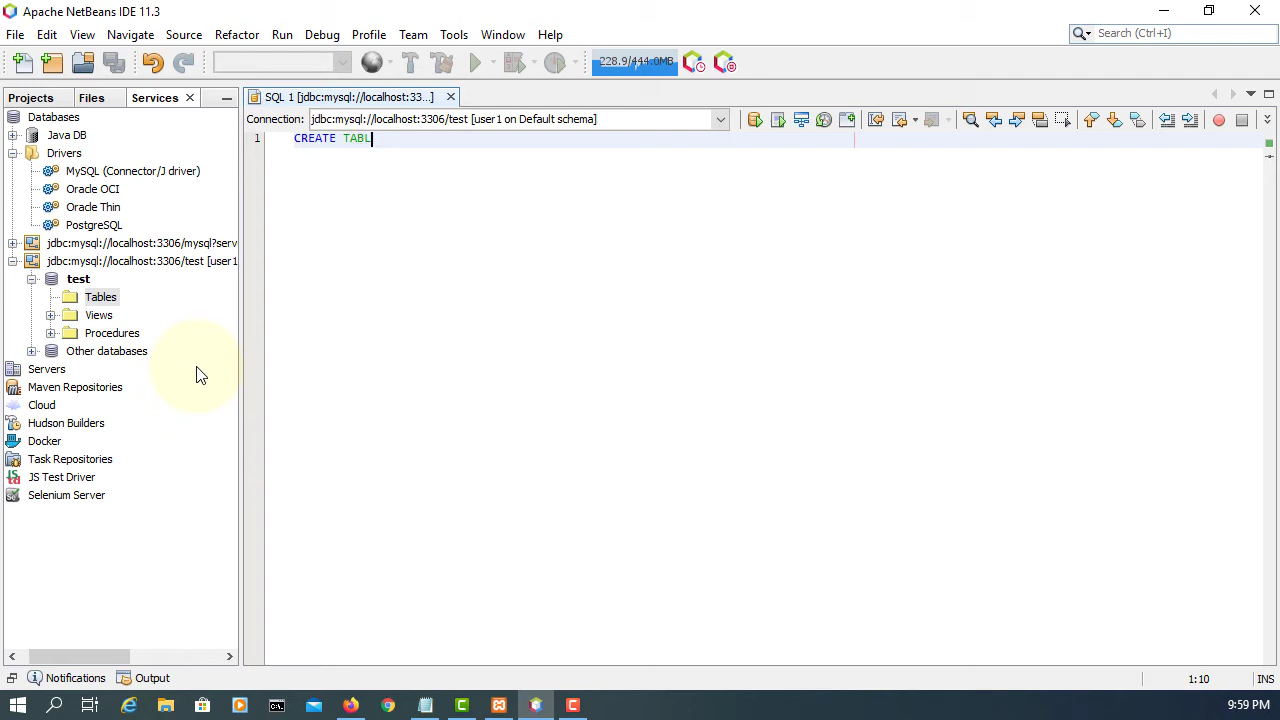 Apache NetBeans IDE 11.3
File Edit View Navigate Source Refactor Run Debug Profile Team Tools Window Help
Search (Ctrl+I)
228.9/444.0MB
Projects Files Services
SQL 1 [jdbc:mysql://localhost:33...]
Connection: jdbc:mysql://localhost:3306/test [user1 on Default schema]
1 CREATE TABL
Databases
Java DB
Drivers
MySQL (Connector/J driver)
Oracle OCI
Oracle Thin
PostgreSQL
jdbc:mysql://localhost:3306/mysql?serv
jdbc:mysql://localhost:3306/test [user1
test
Tables
Views
Procedures
Other databases
Servers
Maven Repositories
Cloud
Hudson Builders
Docker
Task Repositories
JS Test Driver
Selenium Server
Notifications Output
1:10 INS
9:59 PM